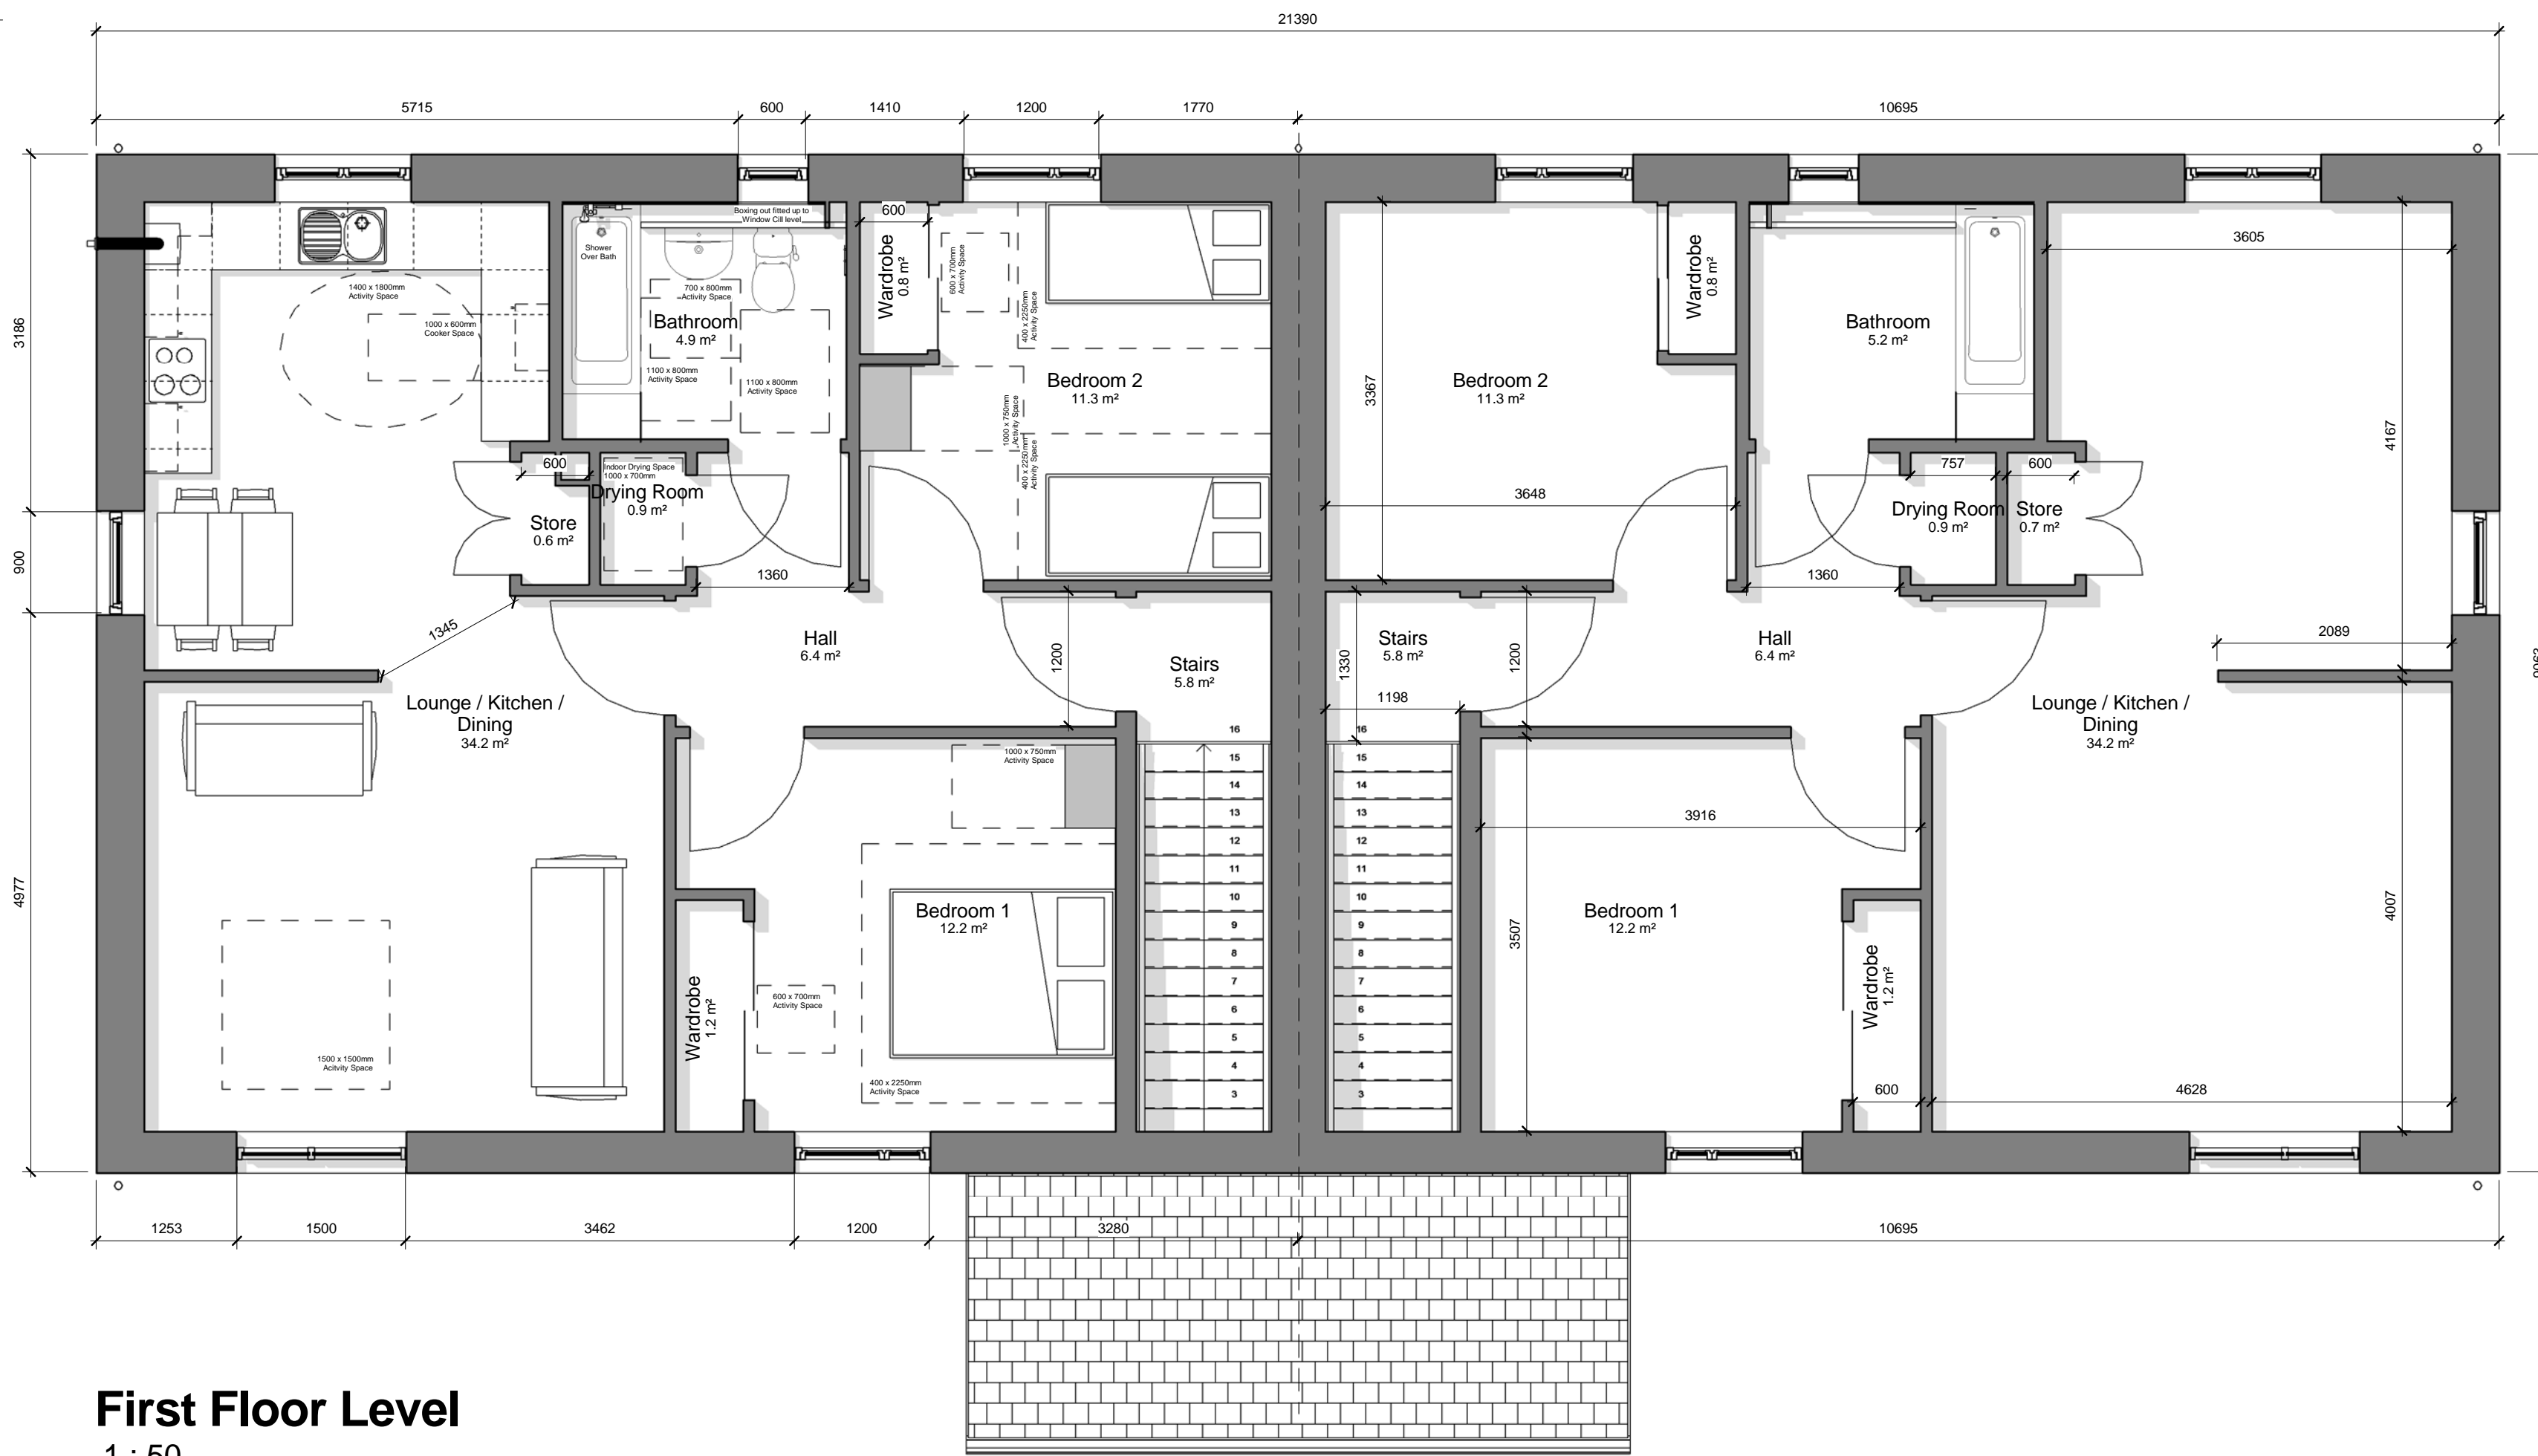 21390
5715
600
1410
1200
1770
10695
3186
900
4977
Boxing out fitted up to
Window Cill level
Shower
Over Bath
1400 x 1800mm
Activity Space
1000 x 600mm
Cooker Space
700 x 800mm
Activity Space
Bathroom
4.9 m²
1100 x 800mm
Activity Space
1100 x 800mm
Activity Space
600
Wardrobe
0.8 m²
600 x 700mm
Activity Space
400 x 2250mm
Activity Space
Bedroom 2
11.3 m²
1000 x 750mm
Activity Space
400 x 2250mm
Activity Space
3367
Bedroom 2
11.3 m²
3648
Wardrobe
0.8 m²
Bathroom
5.2 m²
3605
4167
600
Indoor Drying Space
1000 x 700mm
Drying Room
0.9 m²
Store
0.6 m²
1360
757
600
Drying Room
0.9 m²
Store
0.7 m²
1360
1345
Hall
6.4 m²
1200
Stairs
5.8 m²
Stairs
5.8 m²
1330
1200
1198
Hall
6.4 m²
2089
Lounge / Kitchen /
Dining
34.2 m²
Lounge / Kitchen /
Dining
34.2 m²
16
15
14
13
12
11
10
9
8
7
6
5
4
3
16
15
14
13
12
11
10
9
8
7
6
5
4
3
1000 x 750mm
Activity Space
3916
Bedroom 1
12.2 m²
3507
Bedroom 1
12.2 m²
4007
Wardrobe
1.2 m²
600 x 700mm
Activity Space
400 x 2250mm
Activity Space
1500 x 1500mm
Acitvity Space
Wardrobe
1.2 m²
600
4628
1253
1500
3462
1200
3280
10695
First Floor Level
1 : 50